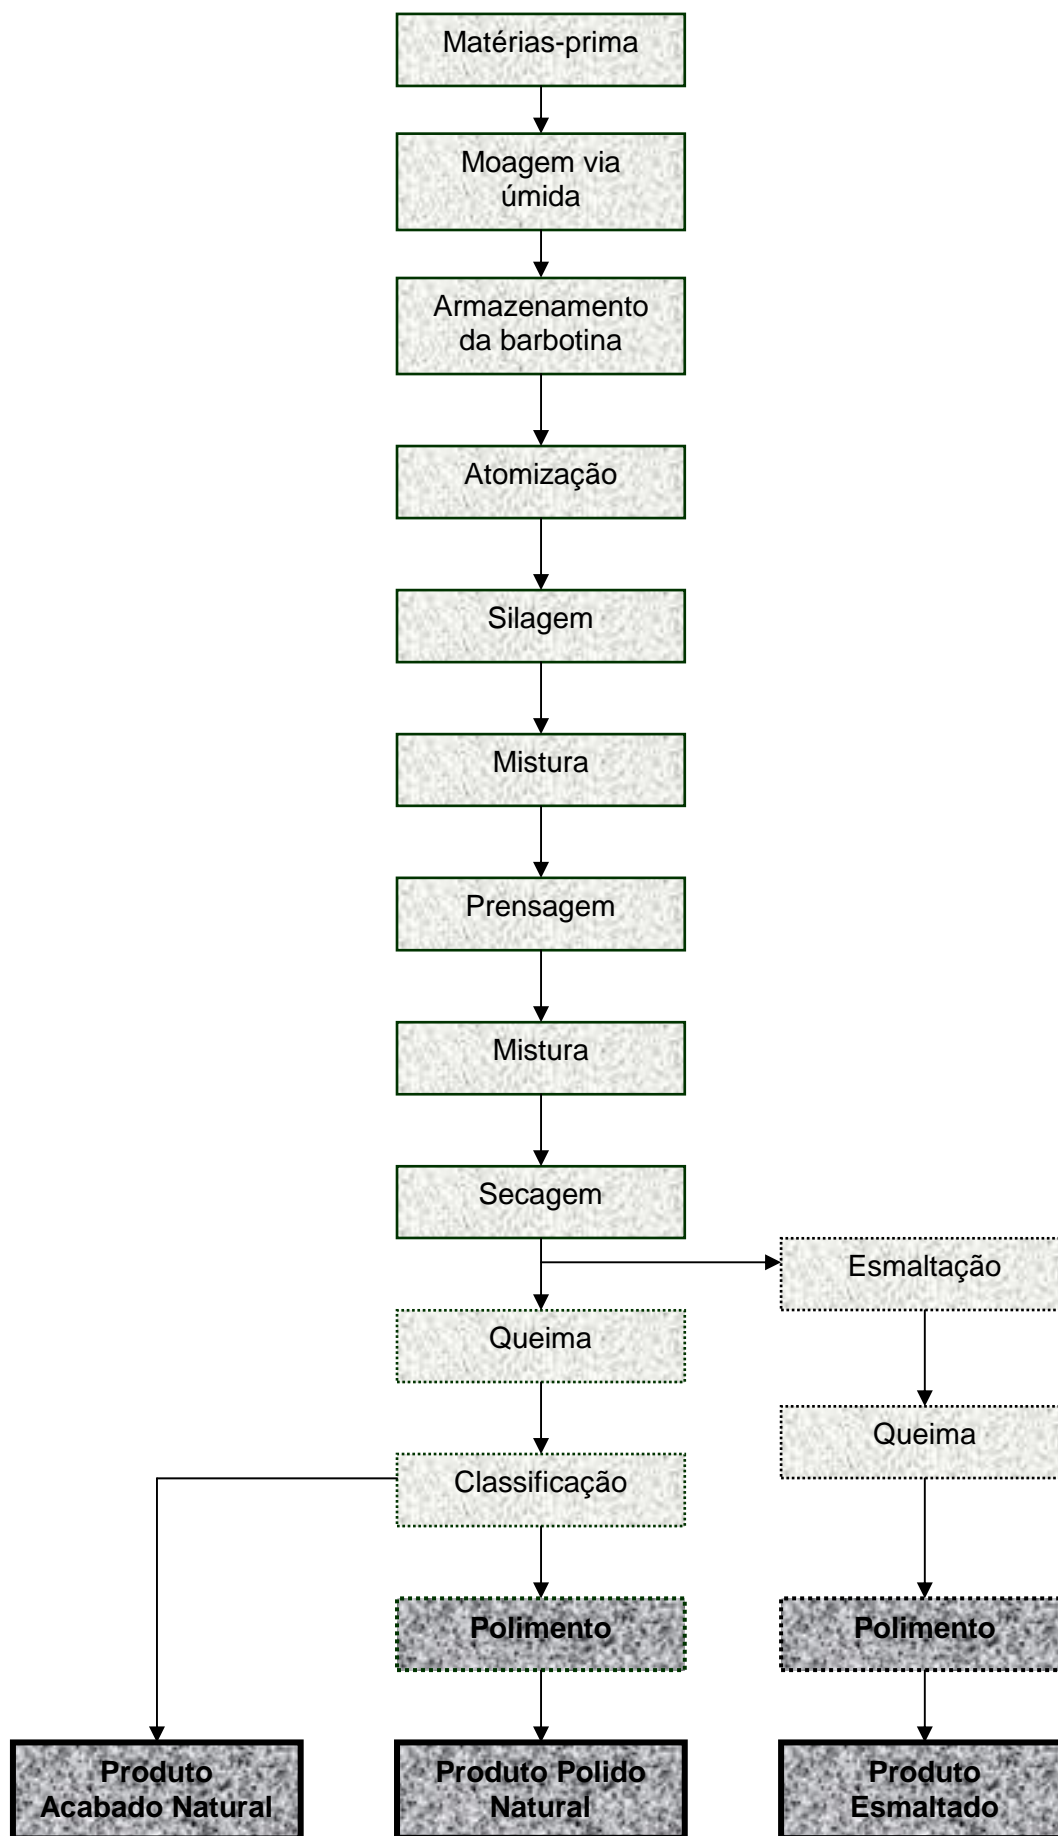 Matérias-prima
Moagem via
úmida
Armazenamento
da barbotina
Atomização
Silagem
Mistura
Prensagem
Mistura
Secagem
Esmaltação
Queima
Queima
Classificação
Polimento
Polimento
Produto
Acabado Natural
Produto Polido
Natural
Produto
Esmaltado